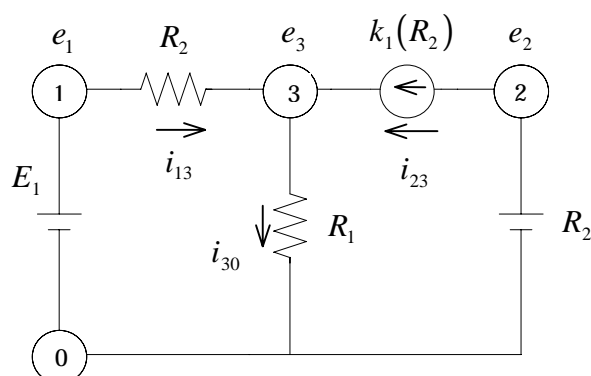 e₁ R₂ e₃ k₁(R₂) e₂
1 3 2
i₁₃ i₂₃
E₁
R₁ R₂
i₃₀
0